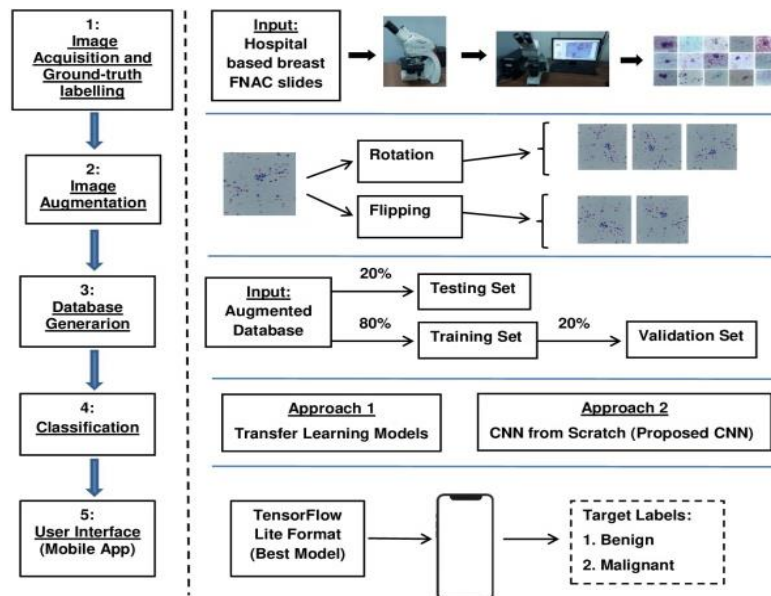 1:
Image
Acquisition and
Ground-truth
labelling
Input:
Hospital
based breast
FNAC slides
2:
Image
Augmentation
Rotation
Flipping
3:
Database
Generarion
Input:
Augmented
Database
20%
Testing Set
80%
Training Set
20%
Validation Set
4:
Classification
Approach 1
Transfer Learning Models
Approach 2
CNN from Scratch (Proposed CNN)
5:
User Interface
(Mobile App)
TensorFlow
Lite Format
(Best Model)
Target Labels:
1. Benign
2. Malignant